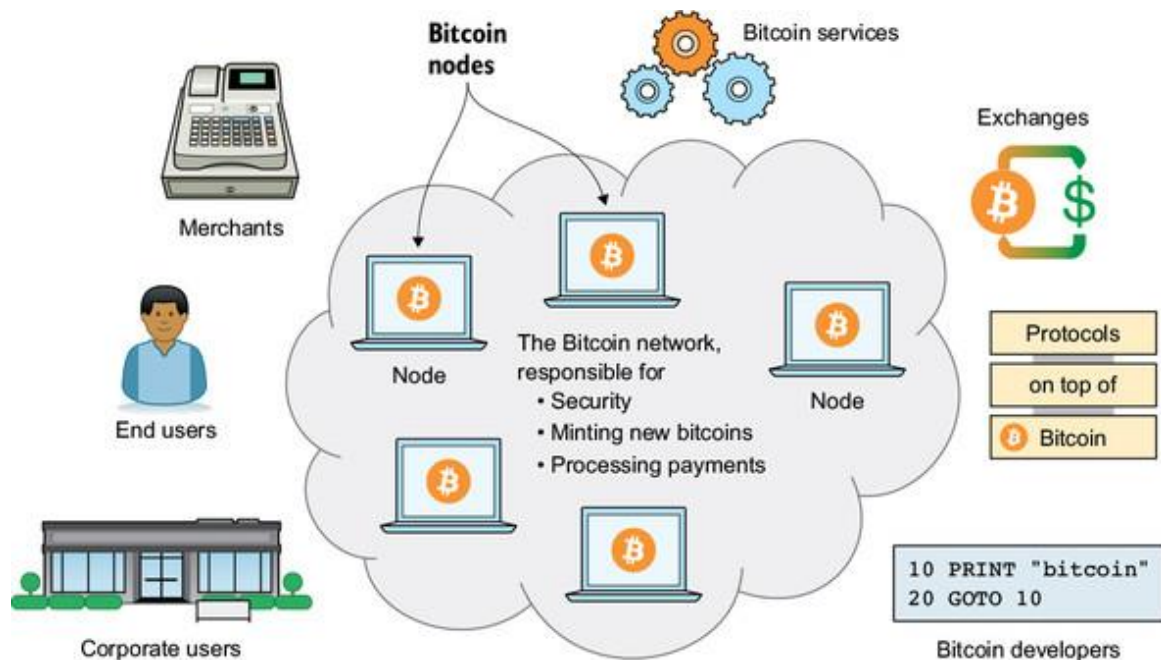 Bitcoin
nodes
Bitcoin services
Exchanges
Merchants
Node
The Bitcoin network,
responsible for
• Security
• Minting new bitcoins
• Processing payments
Node
End users
Protocols
on top of
Bitcoin
Corporate users
10 PRINT "bitcoin"
20 GOTO 10
Bitcoin developers